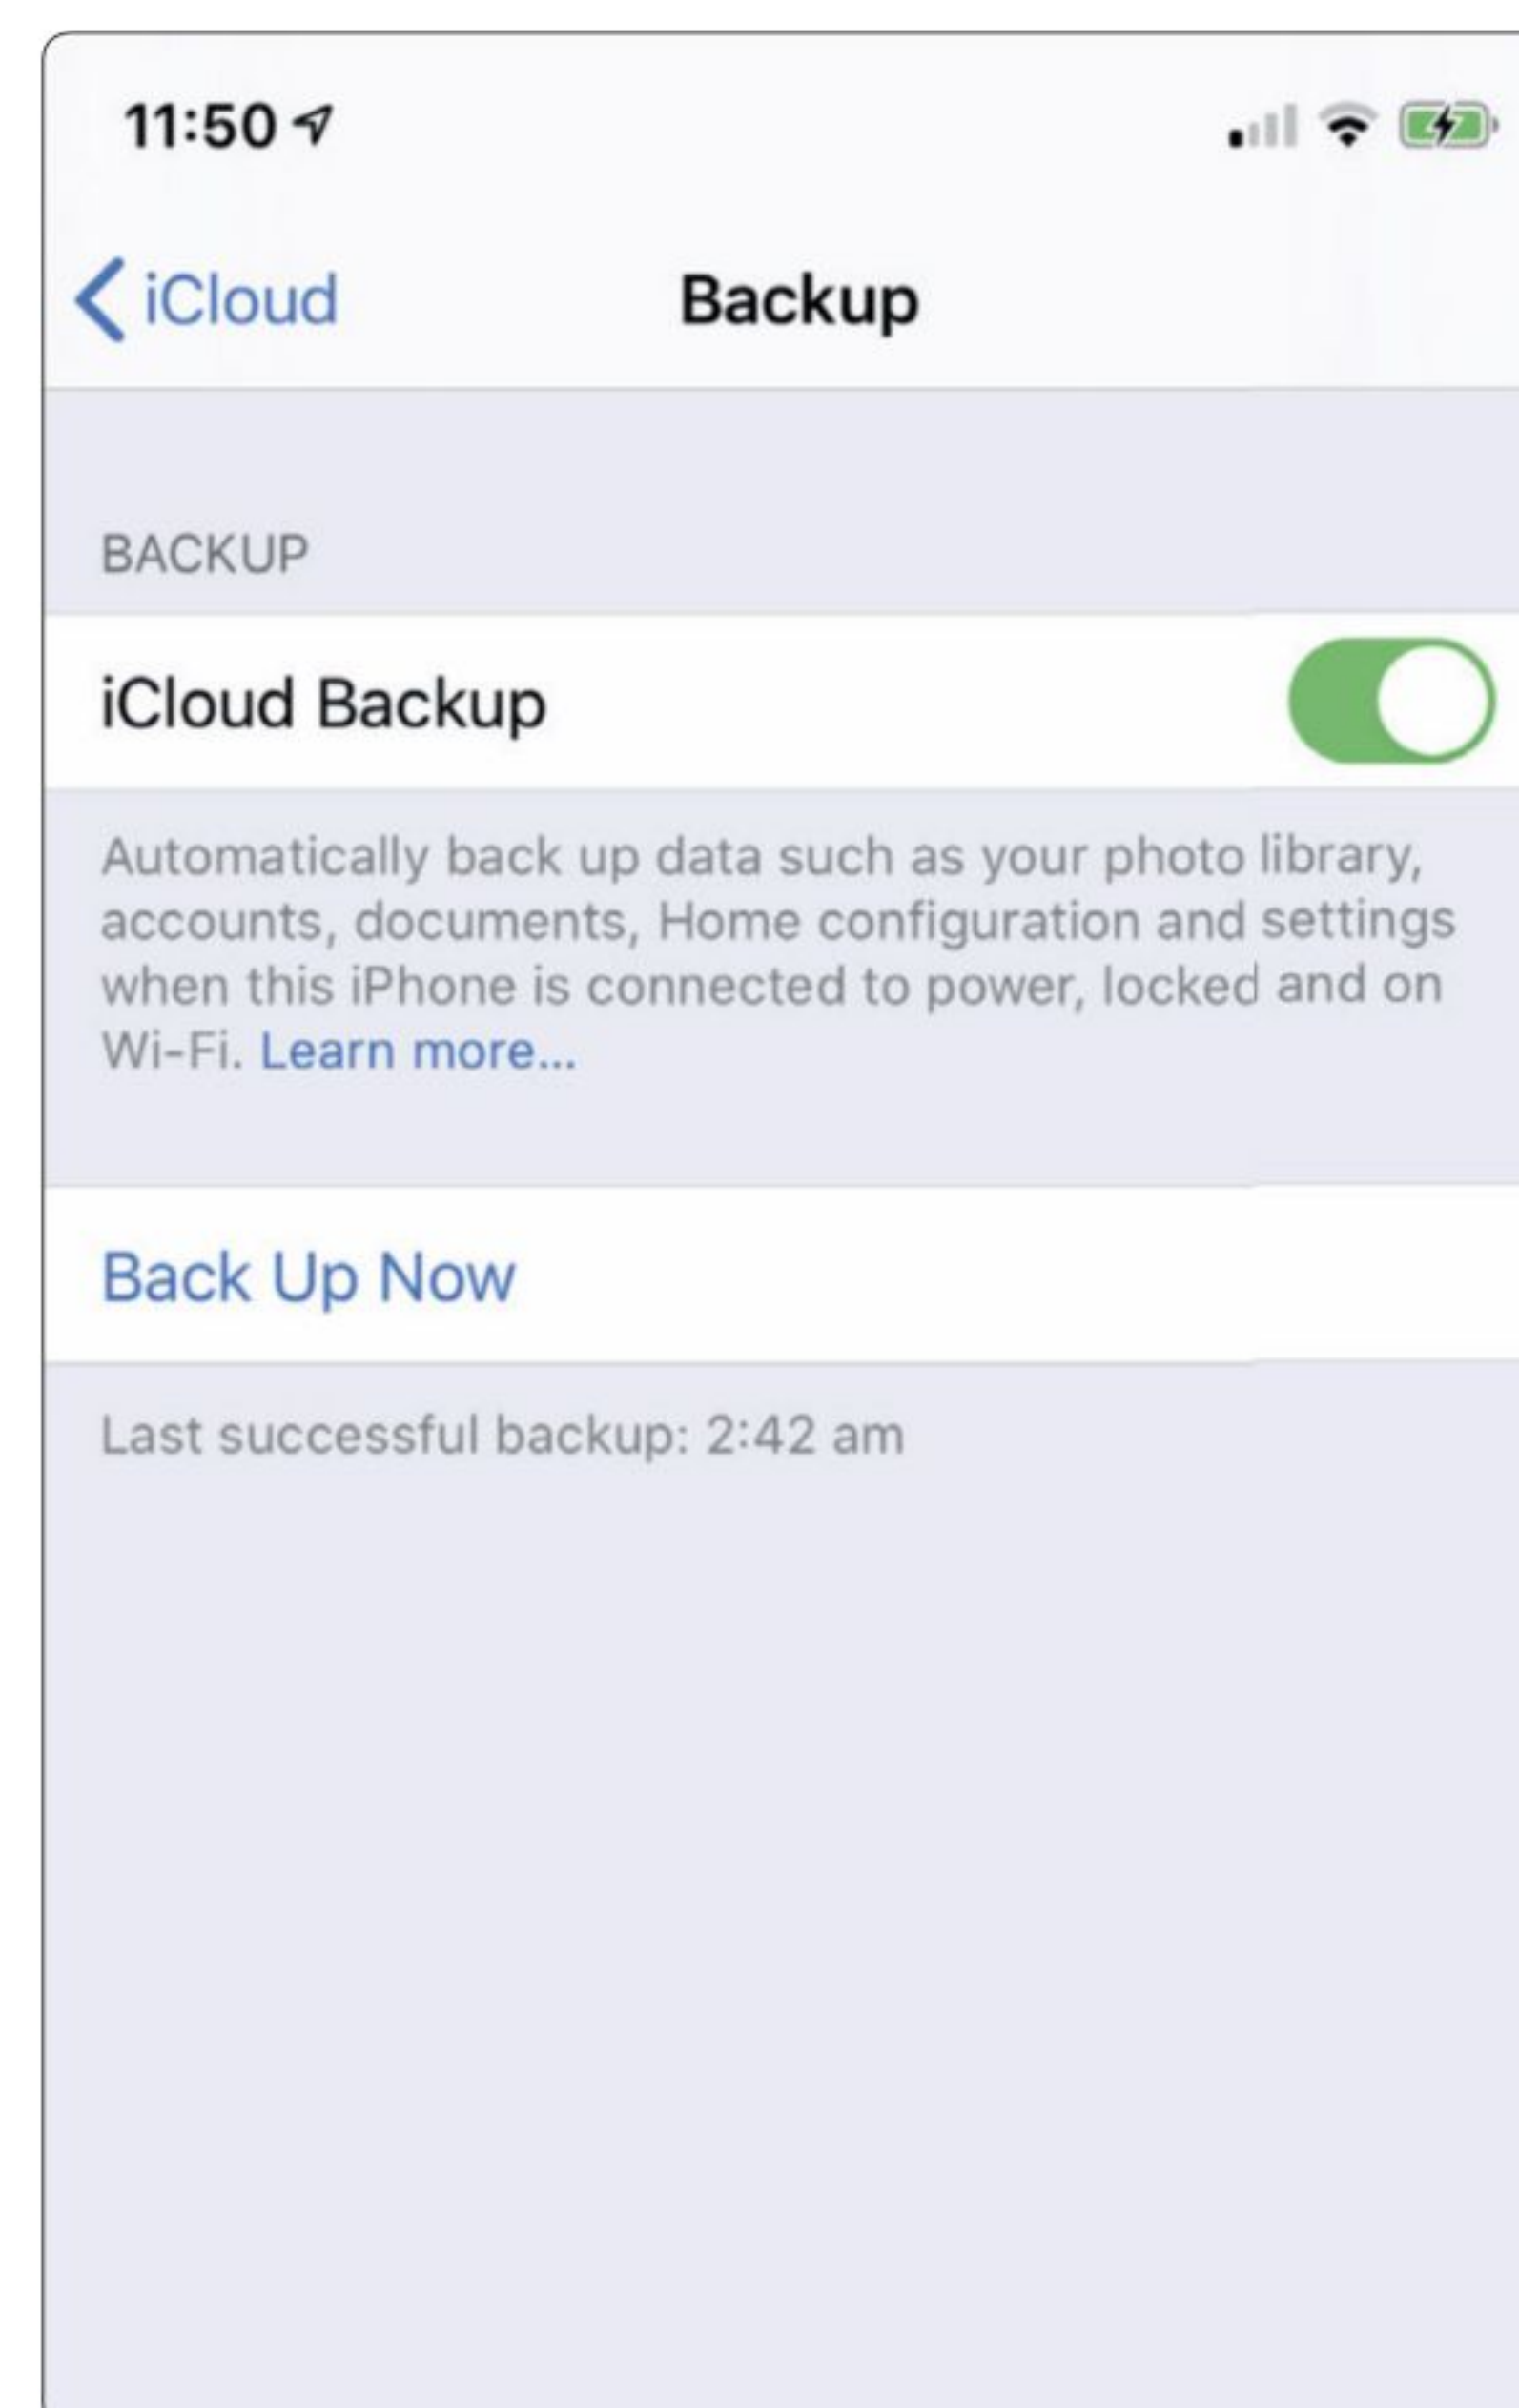 11:50
iCloud Backup
BACKUP
iCloud Backup
Automatically back up data such as your photo library,
accounts, documents, Home configuration and settings
when this iPhone is connected to power, locked and on
Wi-Fi. Learn more...
Back Up Now
Last successful backup: 2:42 am